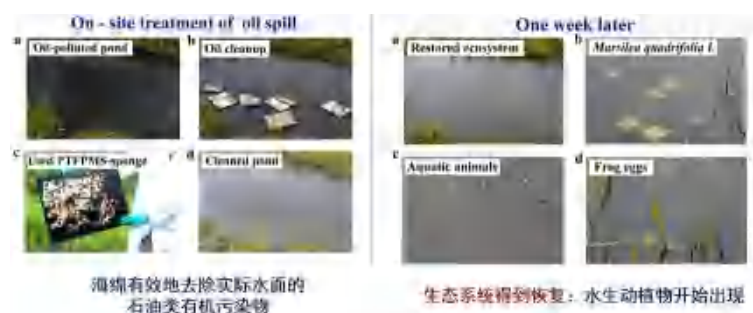 On - site treatment of oil spill
a
Oil-polluted pond
b
Oil cleanup
c
Used PTFPMS-sponge
d
Cleaned pond
海绵有效地去除实际水面的
石油类有机污染物
One week later
a
Restored ecosystem
b
Marsilea quadrifolia L
c
Aquatic animals
d
Frog eggs
生态系统得到恢复：水生动植物开始出现